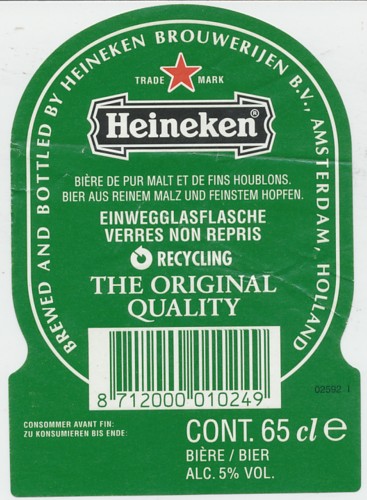 BREWED AND BOTTLED BY HEINEKEN BROUWERIJEN B.V., AMSTERDAM, HOLLAND
TRADE MARK
Heineken®
BIÈRE DE PUR MALT ET DE FINS HOUBLONS.
BIER AUS REINEM MALZ UND FEINSTEM HOPFEN.
EINWEGGLASFLASCHE
VERRES NON REPRIS
RECYCLING
THE ORIGINAL
QUALITY
8 712000 010249
02592 I
CONSOMMER AVANT FIN:
ZU KONSUMIEREN BIS ENDE:
CONT. 65 cl e
BIÈRE / BIER
ALC. 5% VOL.